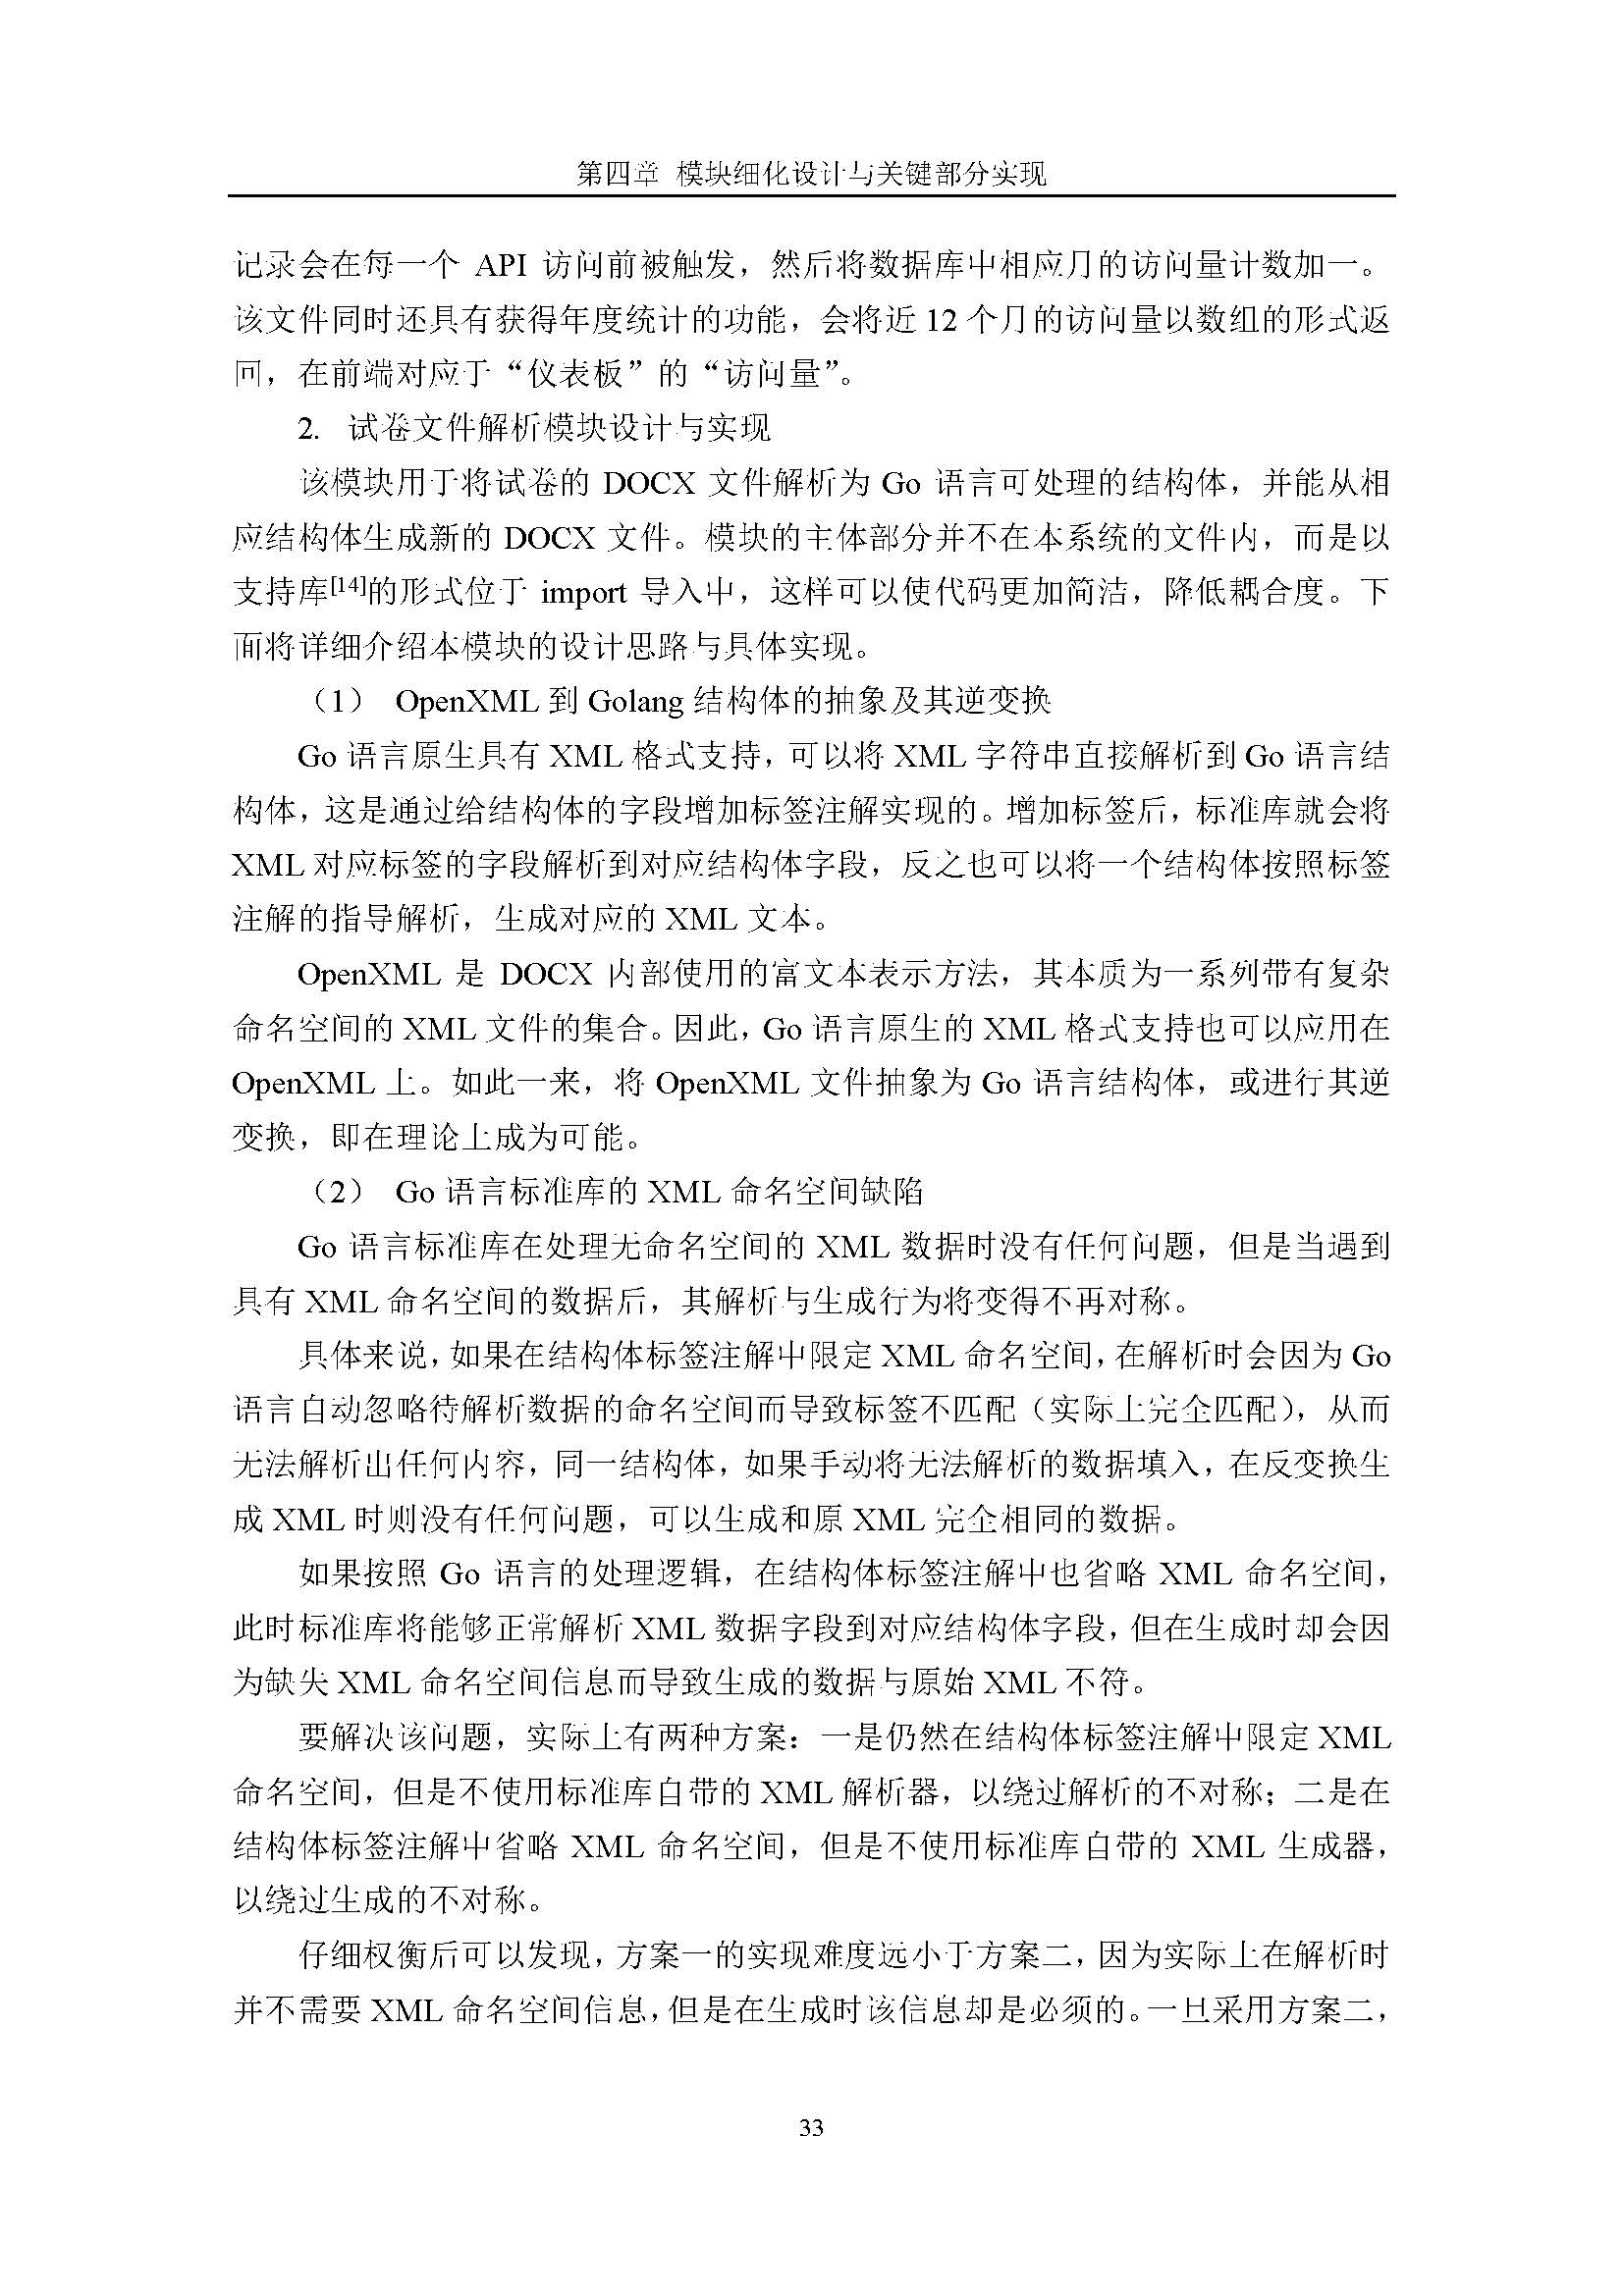 第四章 模块细化设计与关键部分实现
记录会在每一个 API 访问前被触发，然后将数据库中相应月的访问量计数加一。
该文件同时还具有获得年度统计的功能，会将近 12 个月的访问量以数组的形式返
回，在前端对应于“仪表板”的“访问量”。
2. 试卷文件解析模块设计与实现
该模块用于将试卷的 DOCX 文件解析为 Go 语言可处理的结构体，并能从相
应结构体生成新的 DOCX 文件。模块的主体部分并不在本系统的文件内，而是以
支持库[14]的形式位于 import 导入中，这样可以使代码更加简洁，降低耦合度。下
面将详细介绍本模块的设计思路与具体实现。
（1） OpenXML 到 Golang 结构体的抽象及其逆变换
Go 语言原生具有 XML 格式支持，可以将 XML 字符串直接解析到 Go 语言结
构体，这是通过给结构体的字段增加标签注解实现的。增加标签后，标准库就会将
XML 对应标签的字段解析到对应结构体字段，反之也可以将一个结构体按照标签
注解的指导解析，生成对应的 XML 文本。
OpenXML 是 DOCX 内部使用的富文本表示方法，其本质为一系列带有复杂
命名空间的 XML 文件的集合。因此，Go 语言原生的 XML 格式支持也可以应用在
OpenXML 上。如此一来，将 OpenXML 文件抽象为 Go 语言结构体，或进行其逆
变换，即在理论上成为可能。
（2） Go 语言标准库的 XML 命名空间缺陷
Go 语言标准库在处理无命名空间的 XML 数据时没有任何问题，但是当遇到
具有 XML 命名空间的数据后，其解析与生成行为将变得不再对称。
具体来说，如果在结构体标签注解中限定 XML 命名空间，在解析时会因为 Go
语言自动忽略待解析数据的命名空间而导致标签不匹配（实际上完全匹配），从而
无法解析出任何内容，同一结构体，如果手动将无法解析的数据填入，在反变换生
成 XML 时则没有任何问题，可以生成和原 XML 完全相同的数据。
如果按照 Go 语言的处理逻辑，在结构体标签注解中也省略 XML 命名空间，
此时标准库将能够正常解析 XML 数据字段到对应结构体字段，但在生成时却会因
为缺失 XML 命名空间信息而导致生成的数据与原始 XML 不符。
要解决该问题，实际上有两种方案：一是仍然在结构体标签注解中限定 XML
命名空间，但是不使用标准库自带的 XML 解析器，以绕过解析的不对称；二是在
结构体标签注解中省略 XML 命名空间，但是不使用标准库自带的 XML 生成器，
以绕过生成的不对称。
仔细权衡后可以发现，方案一的实现难度远小于方案二，因为实际上在解析时
并不需要 XML 命名空间信息，但是在生成时该信息却是必须的。一旦采用方案二，
33